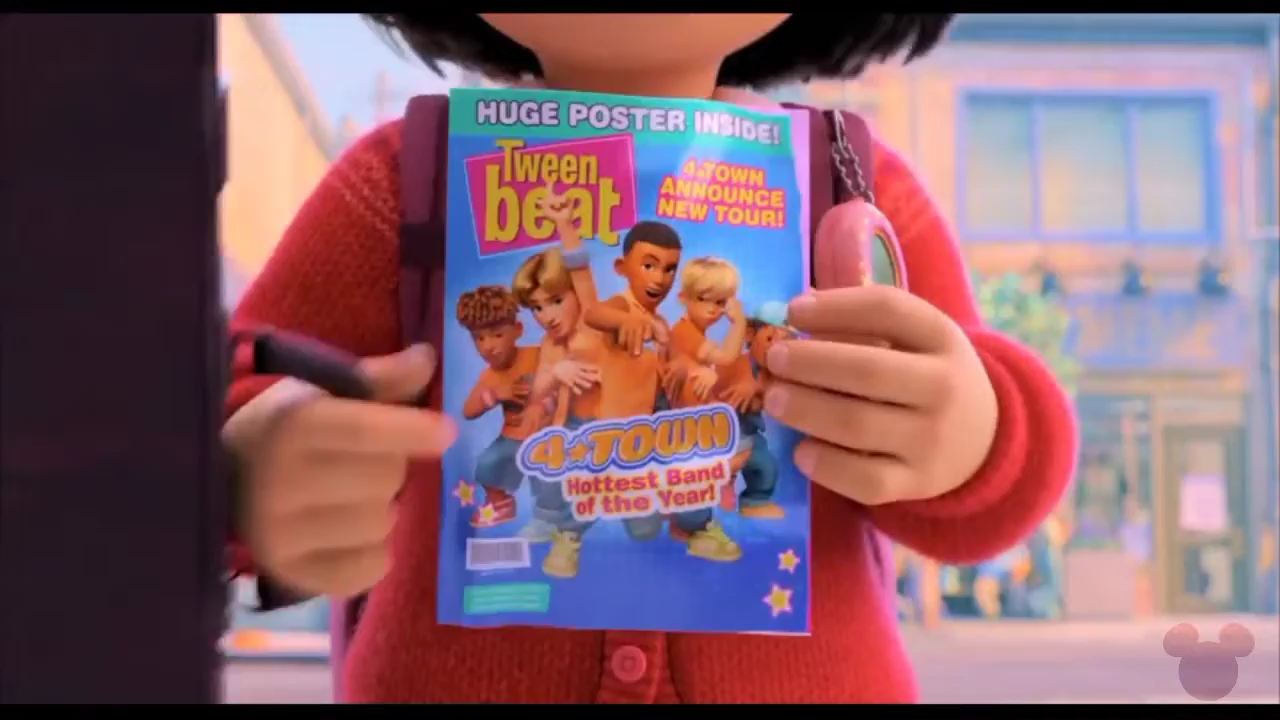 HUGE POSTER INSIDE!
Tween
beat
4★TOWN
ANNOUNCE
NEW TOUR!
4★TOWN
Hottest Band
of the Year!